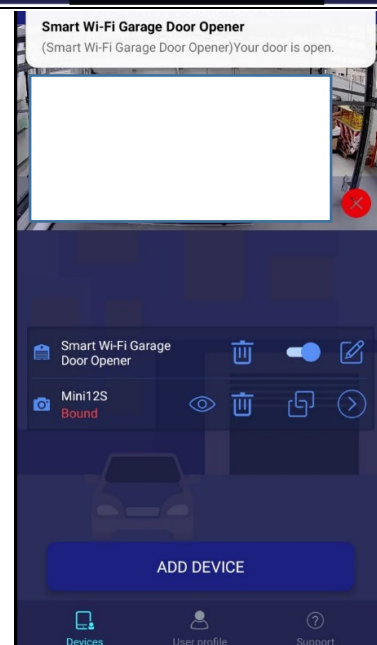 Smart Wi-Fi Garage Door Opener
(Smart Wi-Fi Garage Door Opener)Your door is open.
Smart Wi-Fi Garage
Door Opener
Mini12S
Bound
ADD DEVICE
Devices
User profile
Support